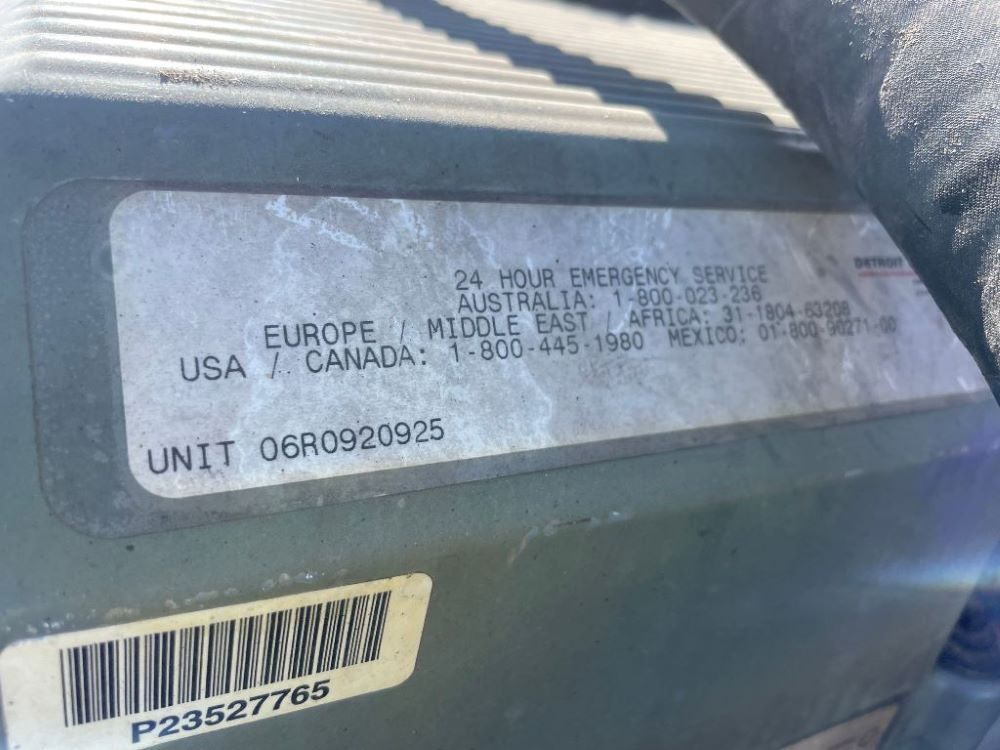 DETROIT
24 HOUR EMERGENCY SERVICE
AUSTRALIA: 1-800-023-236
EUROPE / MIDDLE EAST / AFRICA: 31-1804-63208
USA / CANADA: 1-800-445-1980 MEXICO: 01-800-90271-00
UNIT 06R0920925
P23527765